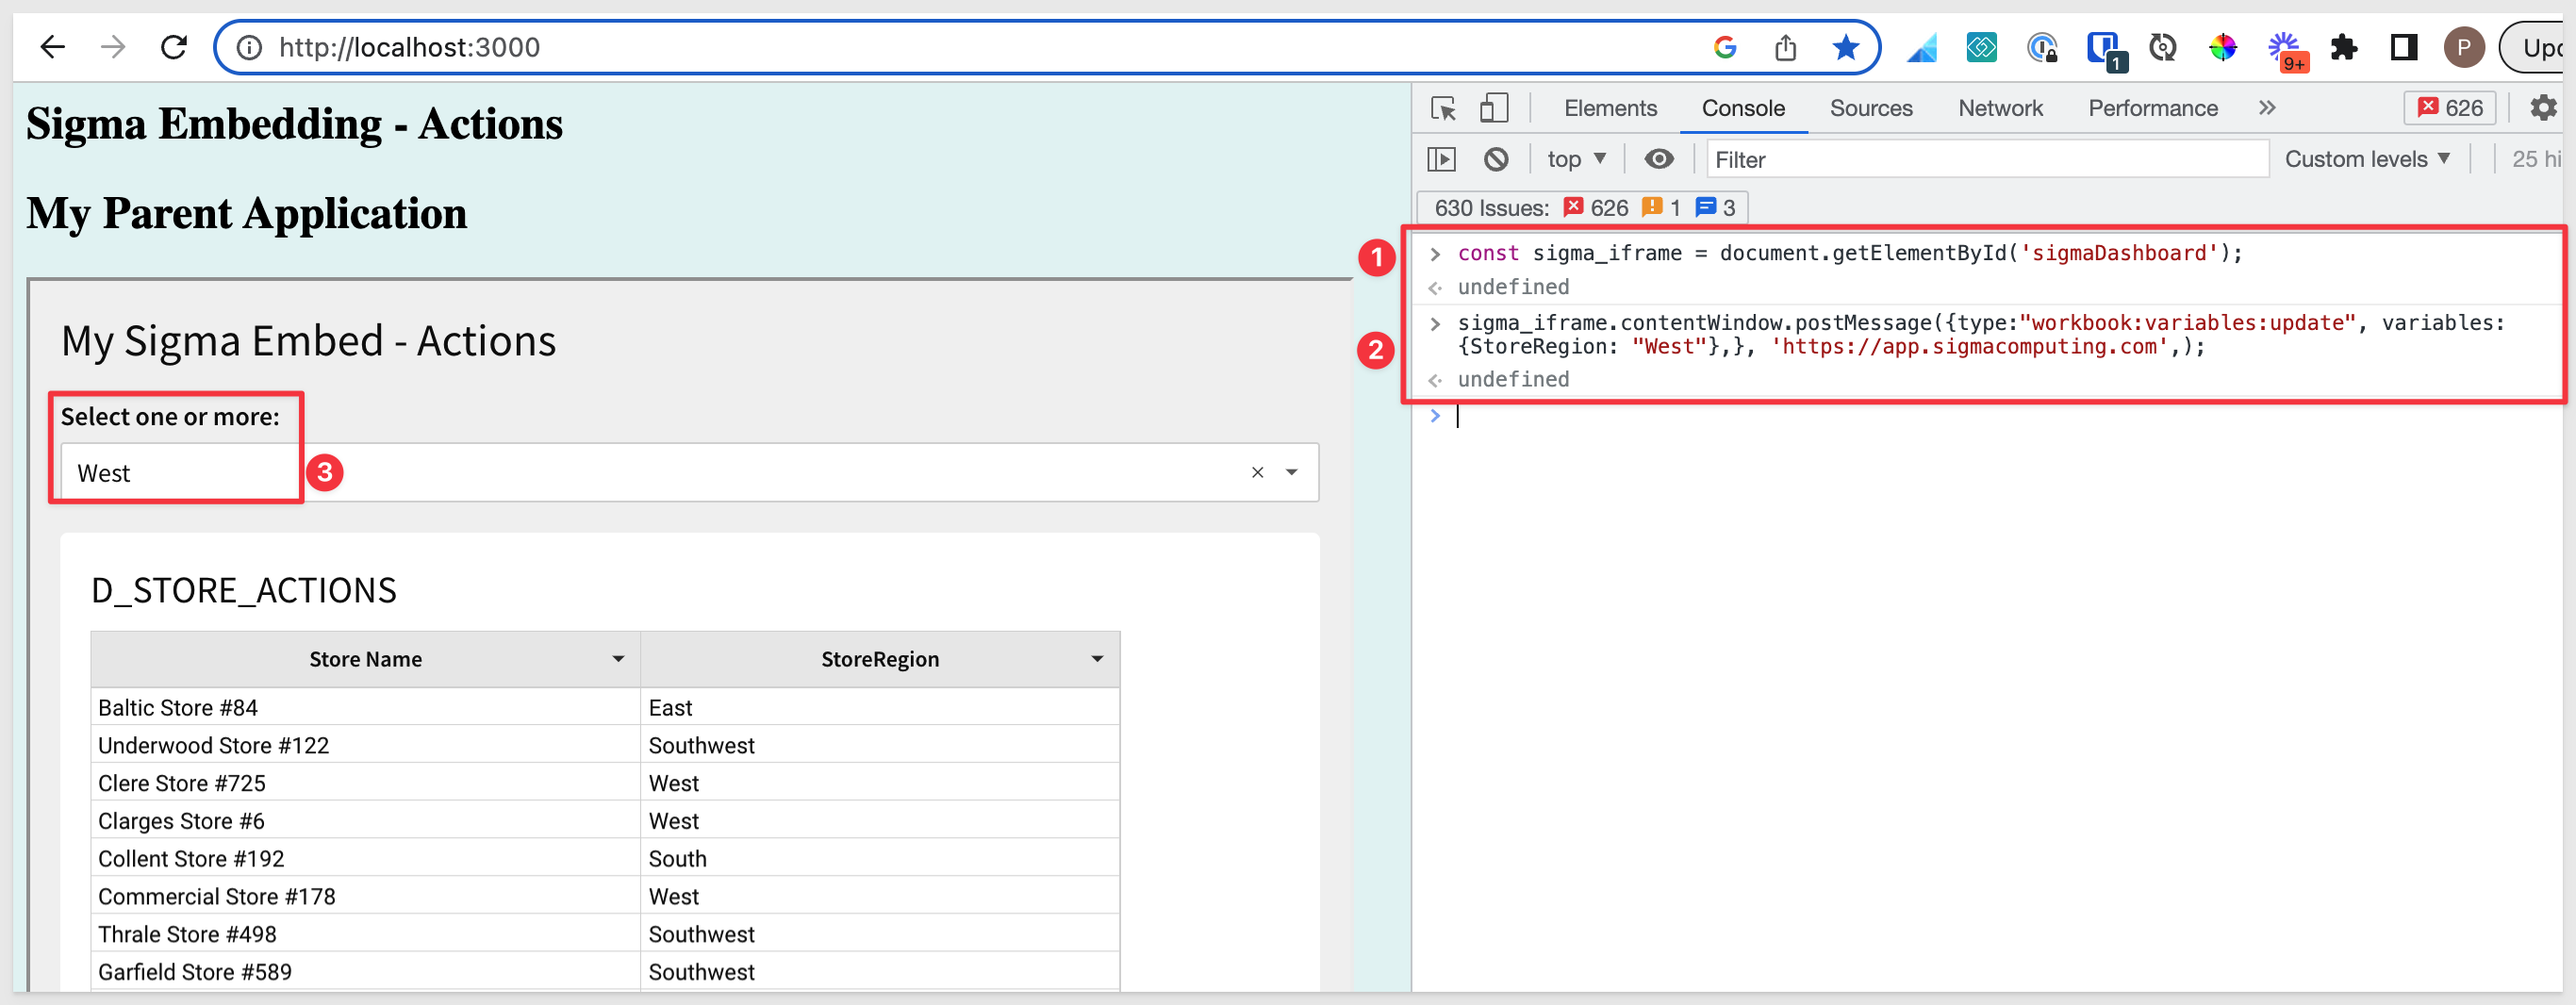 http://localhost:3000
1
9+
P
Sigma Embedding - Actions
My Parent Application
My Sigma Embed - Actions
Select one or more:
West
3
D_STORE_ACTIONS
Store Name StoreRegion
Baltic Store #84 East
Underwood Store #122 Southwest
Clere Store #725 West
Clarges Store #6 West
Collent Store #192 South
Commercial Store #178 West
Thrale Store #498 Southwest
Garfield Store #589 Southwest
Elements Console Sources Network Performance » 626
top Filter Custom levels
630 Issues: 626 1 3
1
const sigma_iframe = document.getElementById('sigmaDashboard');
undefined
2
sigma_iframe.contentWindow.postMessage({type:"workbook:variables:update", variables:
{StoreRegion: "West"},}, 'https://app.sigmacomputing.com',);
undefined